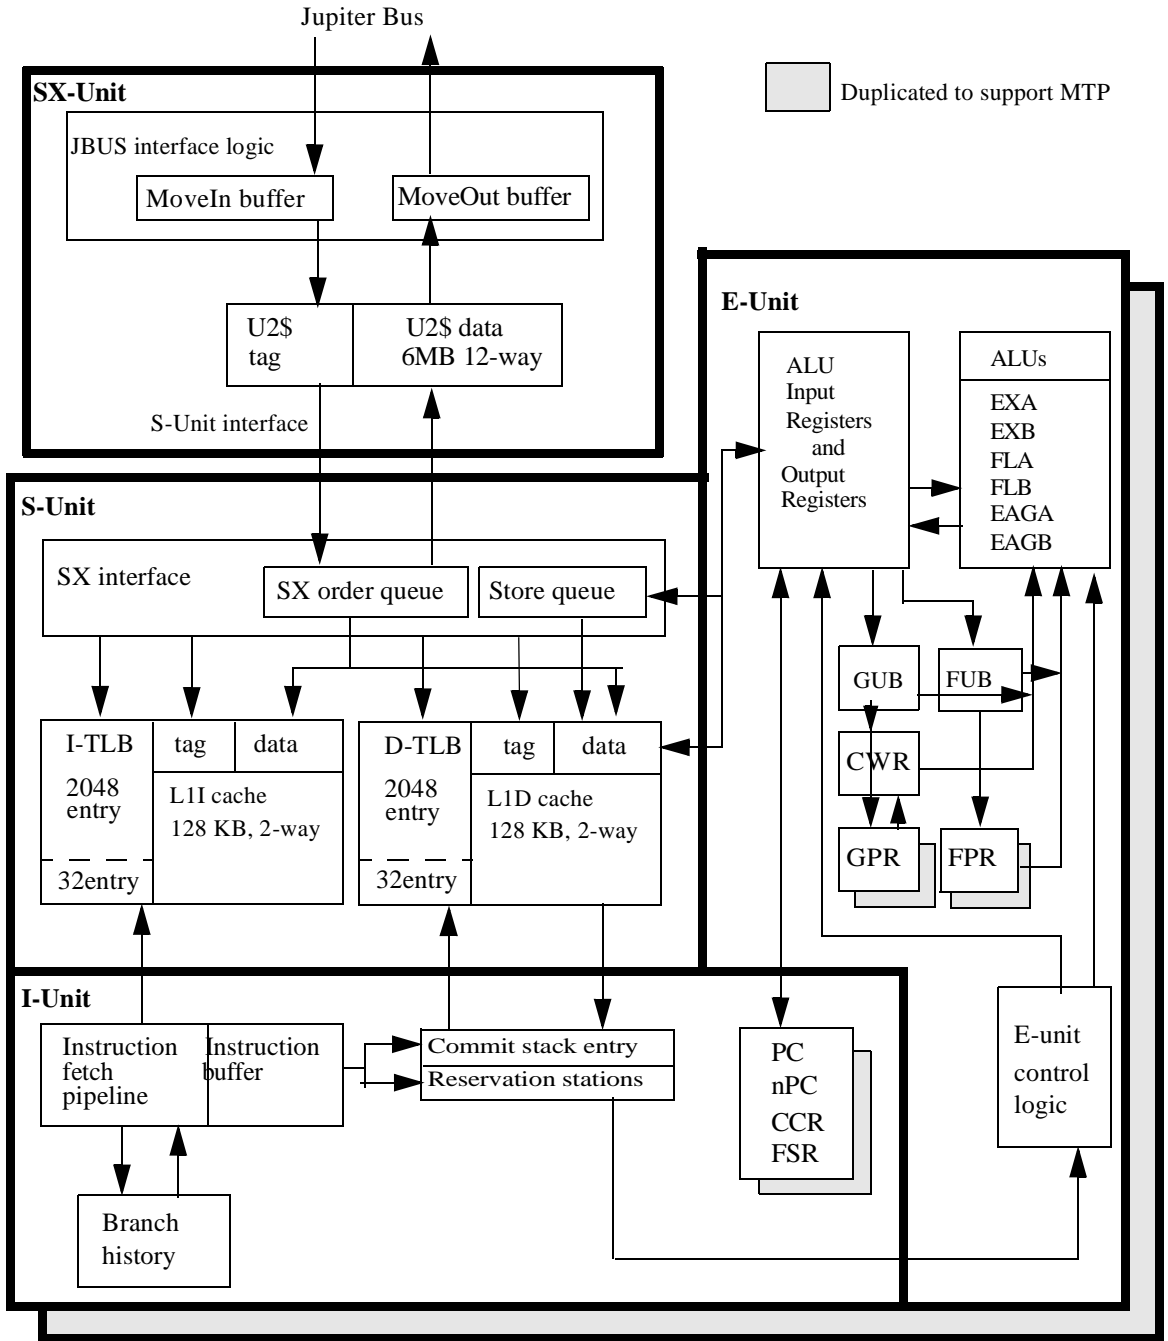 Jupiter Bus
SX-Unit
Duplicated to support MTP
JBUS interface logic
MoveIn buffer
MoveOut buffer
U2$
tag
U2$ data
6MB 12-way
S-Unit interface
E-Unit
ALU
Input
Registers
and
Output
Registers
ALUs
EXA
EXB
FLA
FLB
EAGA
EAGB
S-Unit
SX interface
SX order queue
Store queue
GUB
FUB
CWR
GPR
FPR
I-TLB
2048
entry
32entry
tag
data
L1I cache
128 KB, 2-way
D-TLB
2048
entry
32entry
tag
data
L1D cache
128 KB, 2-way
I-Unit
Instruction
fetch
pipeline
Instruction
buffer
Commit stack entry
Reservation stations
PC
nPC
CCR
FSR
E-unit
control
logic
Branch
history